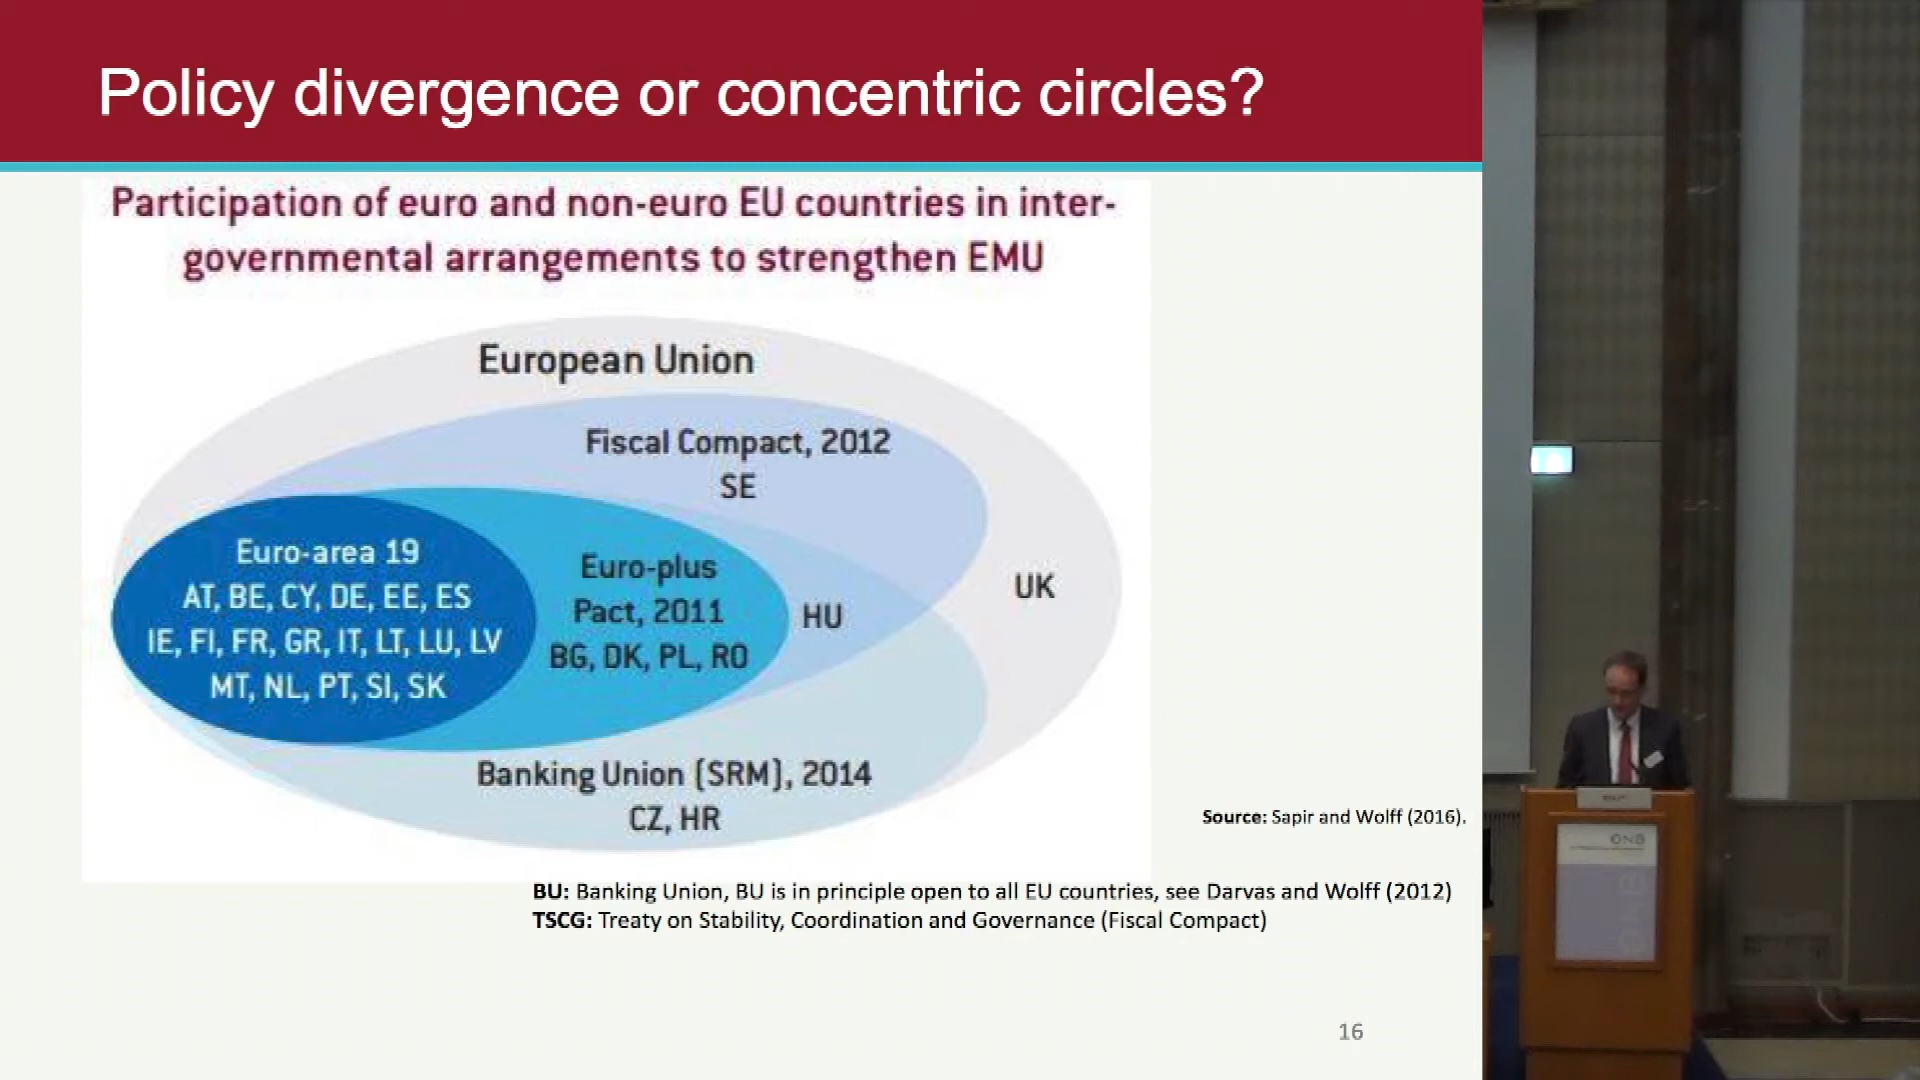 Policy divergence or concentric circles?
Participation of euro and non-euro EU countries in inter-
governmental arrangements to strengthen EMU
European Union
Fiscal Compact, 2012
SE
Euro-area 19
AT, BE, CY, DE, EE, ES
IE, FI, FR, GR, IT, LT, LU, LV
MT, NL, PT, SI, SK
Euro-plus
Pact, 2011
BG, DK, PL, RO
HU
UK
Banking Union (SRM), 2014
CZ, HR
Source: Sapir and Wolff (2016).
BU: Banking Union, BU is in principle open to all EU countries, see Darvas and Wolff (2012)
TSCG: Treaty on Stability, Coordination and Governance (Fiscal Compact)
16